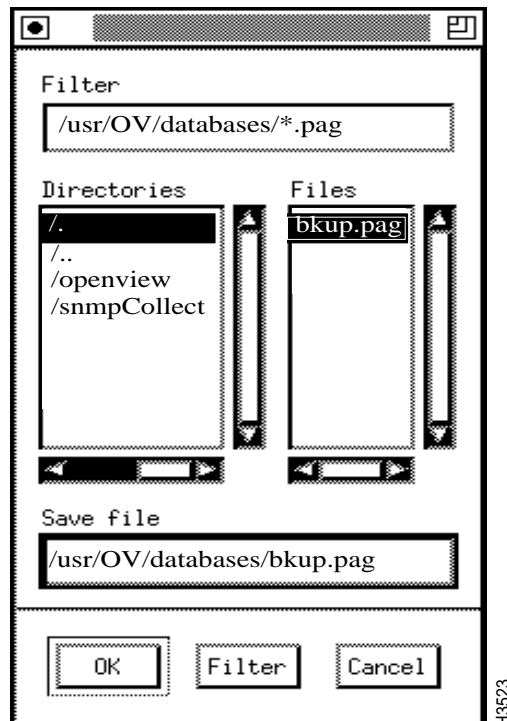 Filter
/usr/OV/databases/*.pag
Directories
/.
/..
/openview
/snmpCollect
Files
bkup.pag
Save file
/usr/OV/databases/bkup.pag
OK
Filter
Cancel